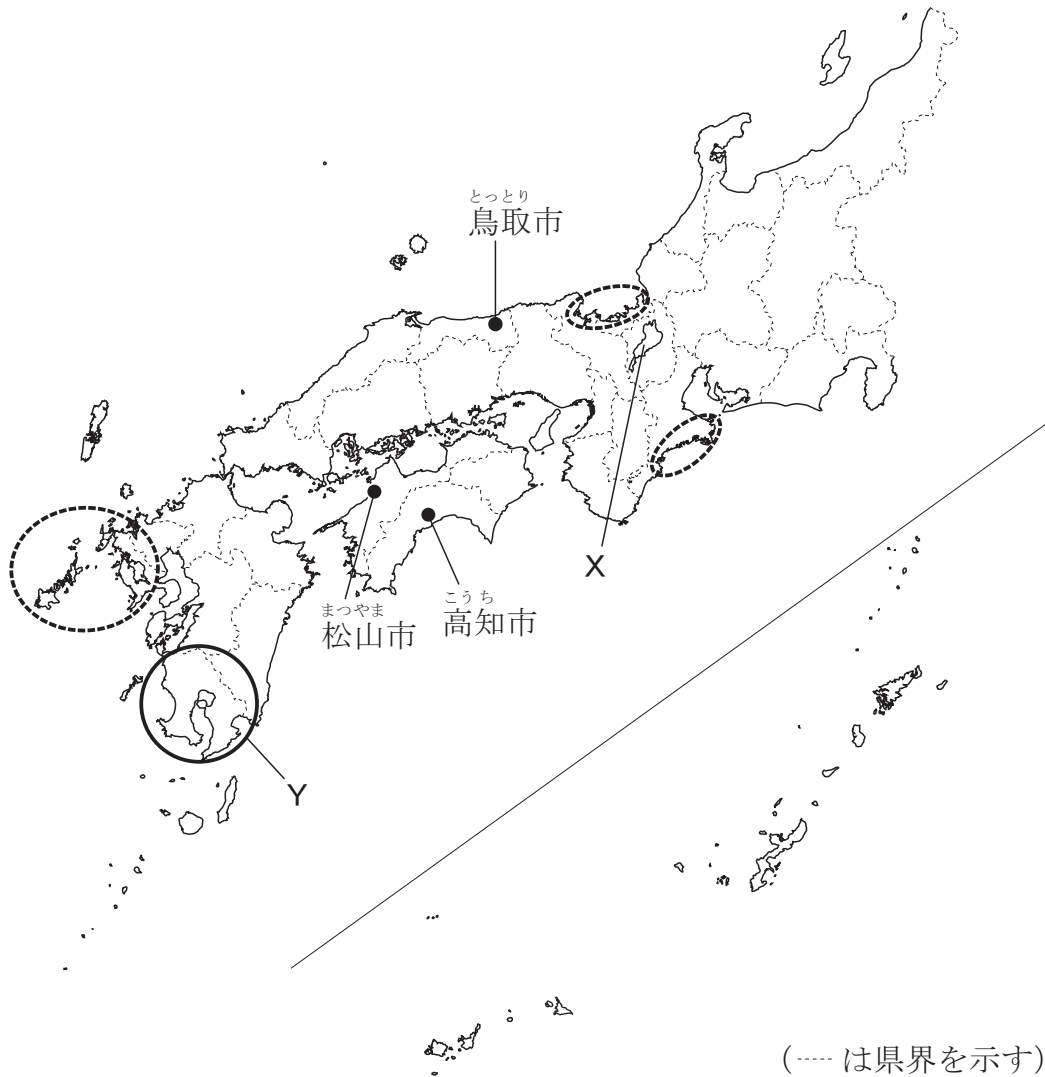 とっとり
鳥取市
X
まつやま
松山市
こうち
高知市
Y
(----- は県界を示す)